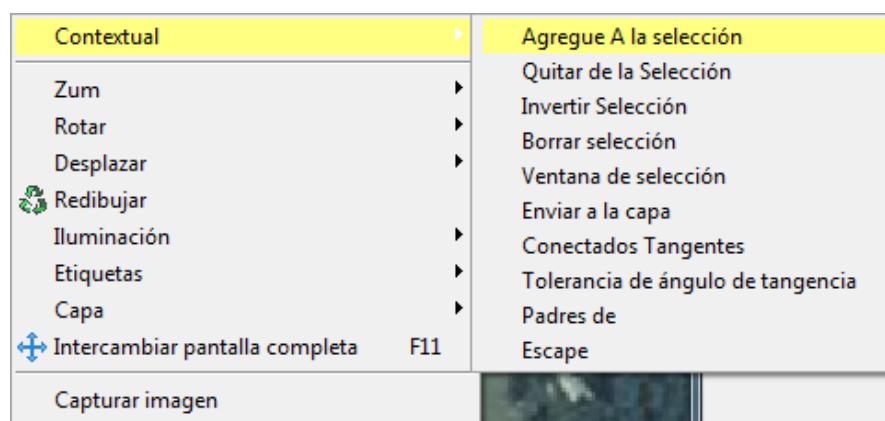 Contextual
Zum
Rotar
Desplazar
Redibujar
Iluminación
Etiquetas
Capa
Intercambiar pantalla completa F11
Capturar imagen
Agregue A la selección
Quitar de la Selección
Invertir Selección
Borrar selección
Ventana de selección
Enviar a la capa
Conectados Tangentes
Tolerancia de ángulo de tangencia
Padres de
Escape